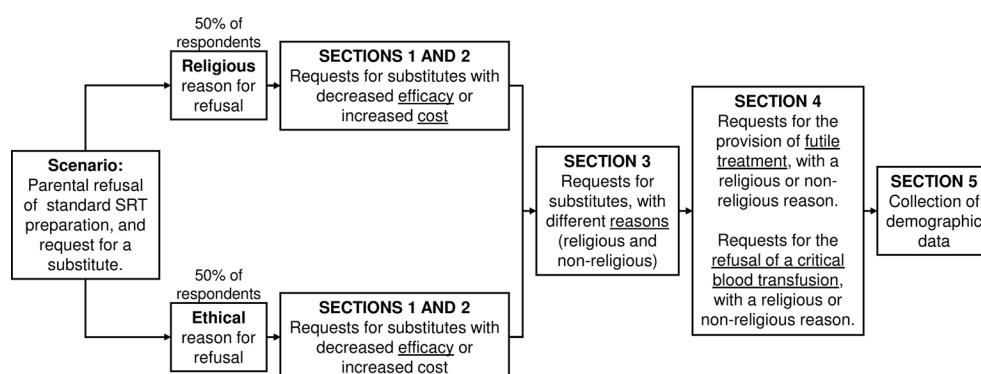 Scenario:
Parental refusal
of standard SRT
preparation, and
request for a
substitute.
50% of
respondents
Religious
reason for
refusal
SECTIONS 1 AND 2
Requests for substitutes with
decreased efficacy or
increased cost
50% of
respondents
Ethical
reason for
refusal
SECTIONS 1 AND 2
Requests for substitutes with
decreased efficacy or
increased cost
SECTION 3
Requests for
substitutes, with
different reasons
(religious and
non-religious)
SECTION 4
Requests for the
provision of futile
treatment, with a
religious or non-
religious reason.
Requests for the
refusal of a critical
blood transfusion,
with a religious or
non-religious reason.
SECTION 5
Collection of
demographic
data